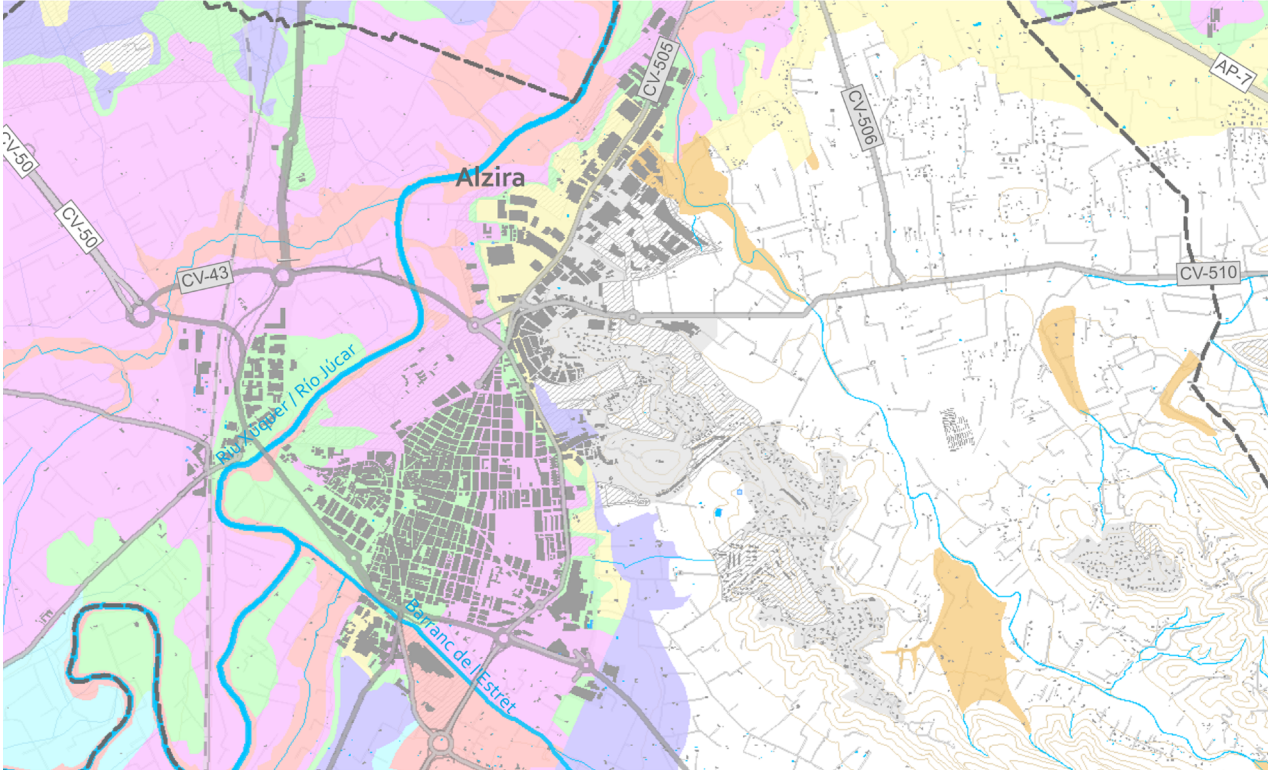 CV-505
AP-7
CV-506
CV-50
Alzira
CV-50
CV-43
CV-510
Riu Xúquer / Río Júcar
Barranc de l'Estret